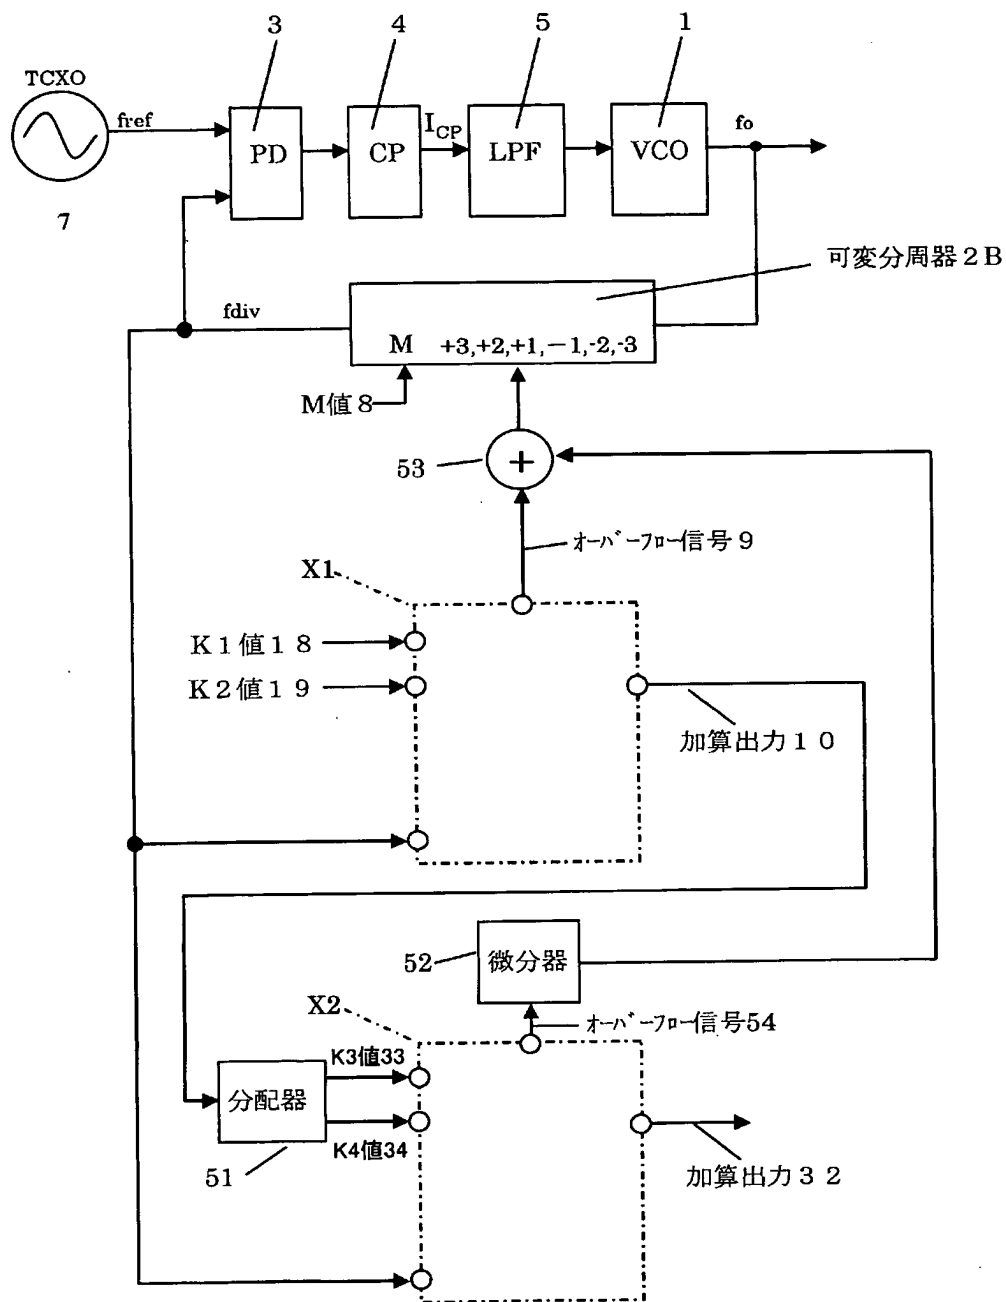 3
4
5
1
TCXO
fref
PD
CP
I_CP
LPF
VCO
fo
7
可変分周器2B
fdiv
M +3,+2,+1,-1,-2,-3
M値8
53
+
オーバーフロー信号9
X1
K1値18
K2値19
加算出力10
52
微分器
X2
オーバーフロー信号54
K3値33
分配器
K4値34
51
加算出力32